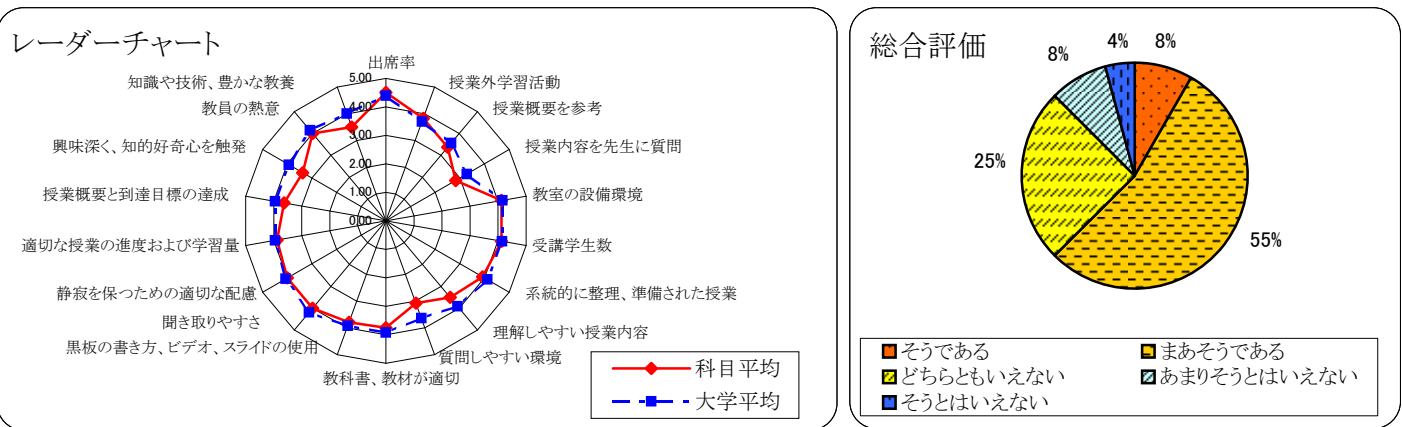 レーダーチャート
出席率
授業外学習活動
授業概要を参考
授業内容を先生に質問
教室の設備環境
受講学生数
系統的に整理、準備された授業
理解しやすい授業内容
質問しやすい環境
教科書、教材が適切
黒板の書き方、ビデオ、スライドの使用
聞き取りやすさ
静寂を保つための適切な配慮
適切な授業の進度および学習量
授業概要と到達目標の達成
興味深く、知的好奇心を触発
教員の熱意
知識や技術、豊かな教養
5.00
4.00
3.00
2.00
1.00
0.00
科目平均
大学平均
総合評価
8%
55%
25%
8%
4%
そうである
まあそうである
どちらともいえない
あまりそうとはいえない
そうとはいえない